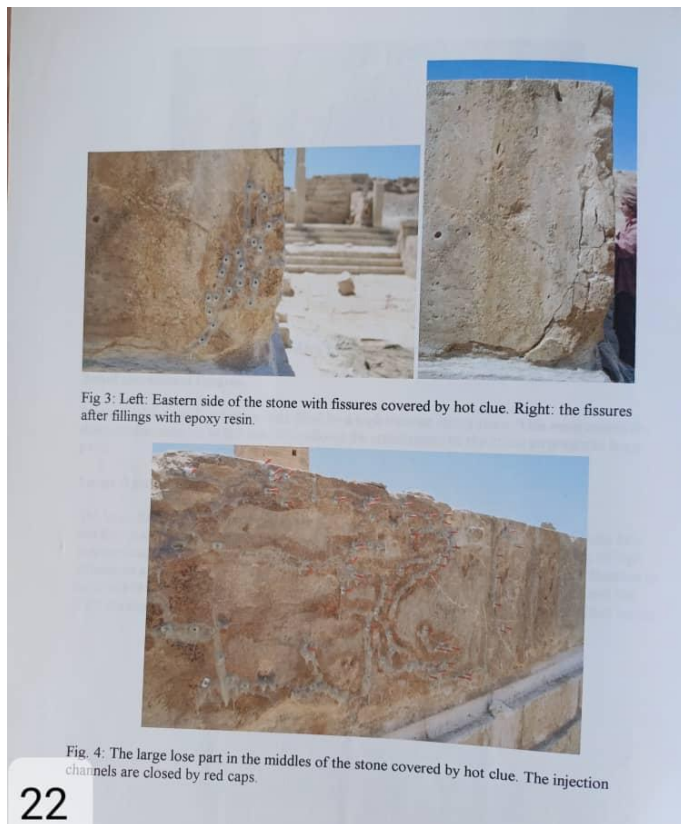 Fig 3: Left: Eastern side of the stone with fissures covered by hot clue. Right: the fissures
after fillings with epoxy resin.
Fig. 4: The large lose part in the middles of the stone covered by hot clue. The injection
channels are closed by red caps.
22